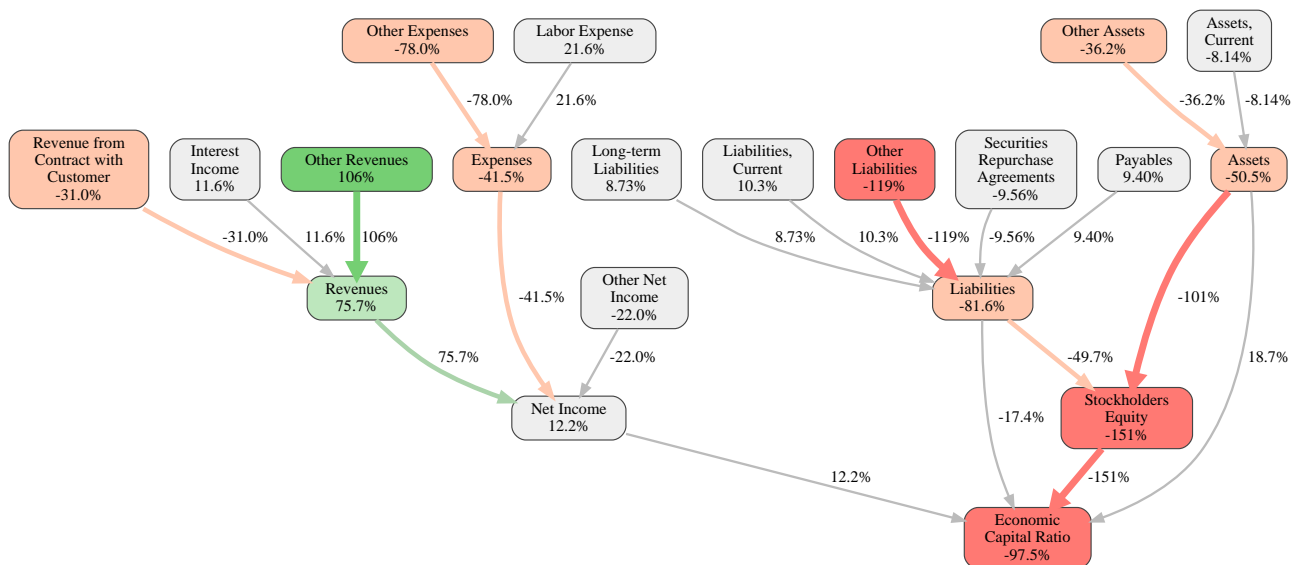 Other Expenses
-78.0%
Labor Expense
21.6%
Other Assets
-36.2%
Assets,
Current
-8.14%
-78.0%
21.6%
-36.2%
-8.14%
Revenue from
Contract with
Customer
-31.0%
Interest
Income
11.6%
Other Revenues
106%
Expenses
-41.5%
Long-term
Liabilities
8.73%
Liabilities,
Current
10.3%
Other
Liabilities
-119%
Securities
Repurchase
Agreements
-9.56%
Payables
9.40%
Assets
-50.5%
-31.0%
11.6%
106%
8.73%
10.3%
-119%
-9.56%
9.40%
Revenues
75.7%
-41.5%
Other Net
Income
-22.0%
Liabilities
-81.6%
-101%
75.7%
-22.0%
-49.7%
18.7%
Net Income
12.2%
-17.4%
Stockholders
Equity
-151%
12.2%
-151%
Economic
Capital Ratio
-97.5%